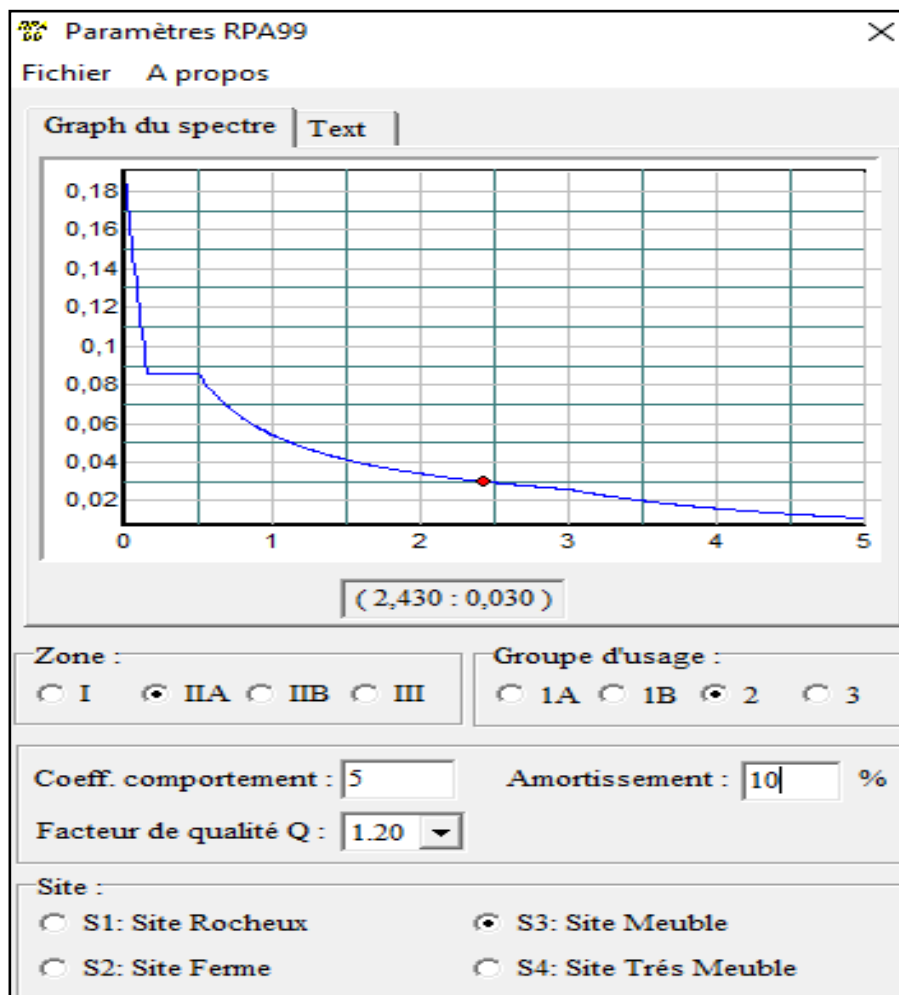 Paramètres RPA99
Fichier A propos
Graph du spectre Text
0,18
0,16
0,14
0,12
0,1
0,08
0,06
0,04
0,02
0 1 2 3 4 5
( 2,430 : 0,030 )
Zone :
I IIA IIB III
Groupe d'usage :
1A 1B 2 3
Coeff. comportement : 5 Amortissement : 10 %
Facteur de qualité Q : 1.20
Site :
S1: Site Rocheux S3: Site Meuble
S2: Site Ferme S4: Site Trés Meuble